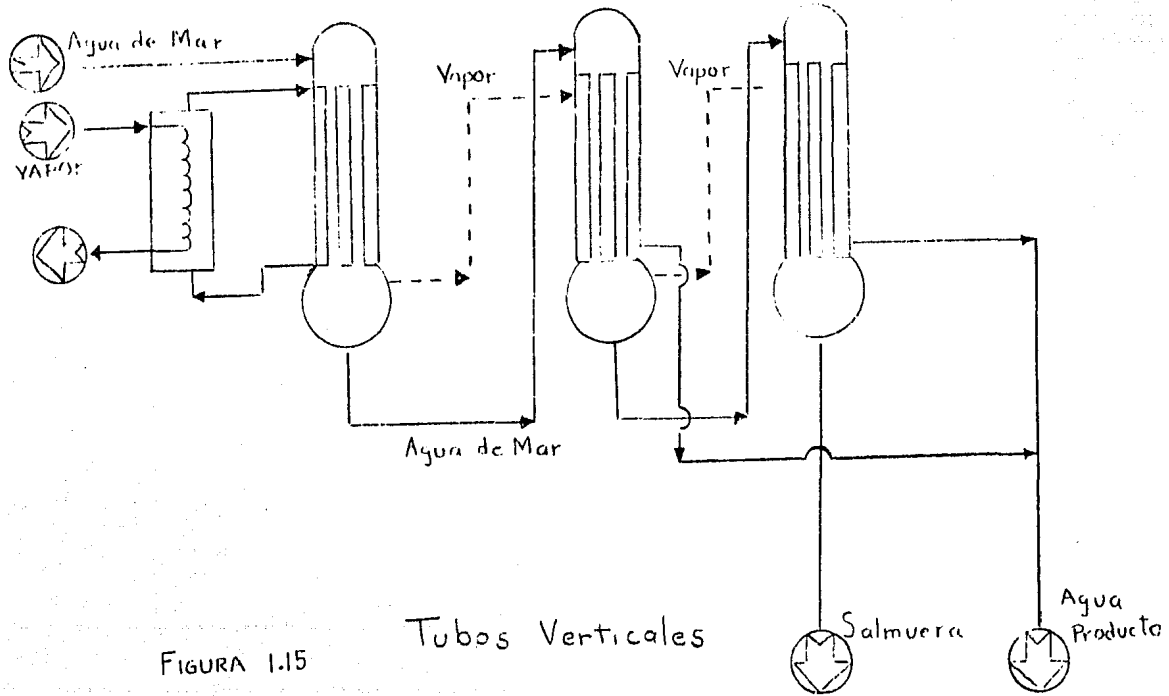 Agua de Mar
Vapor
Vapor
VAPOR
Agua de Mar
Tubos Verticales
FIGURA 1.15
Salmuera
Agua
Producto